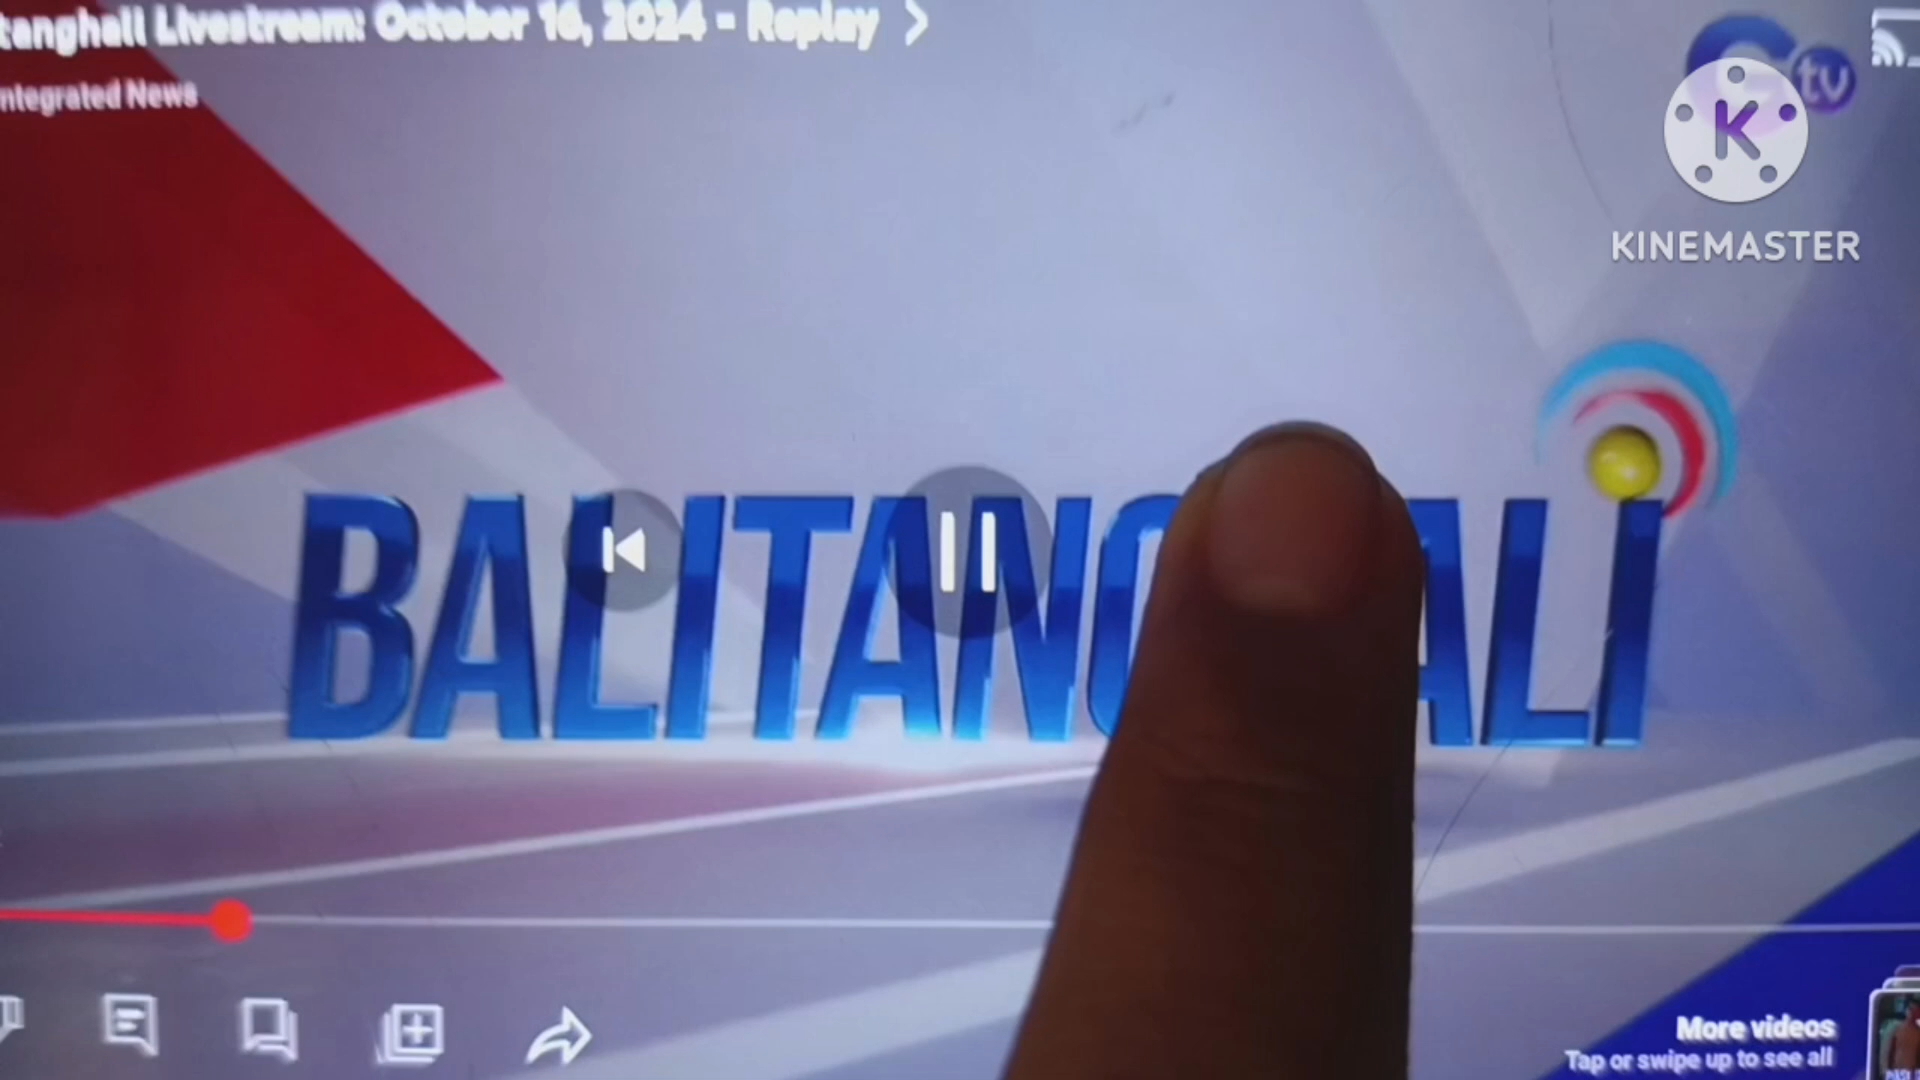 tanghali Livestream: October 16, 2024 - Replay
ntegrated News
tv
K
KINEMASTER
BALITANG ALI
More videos
Tap or swipe up to see all